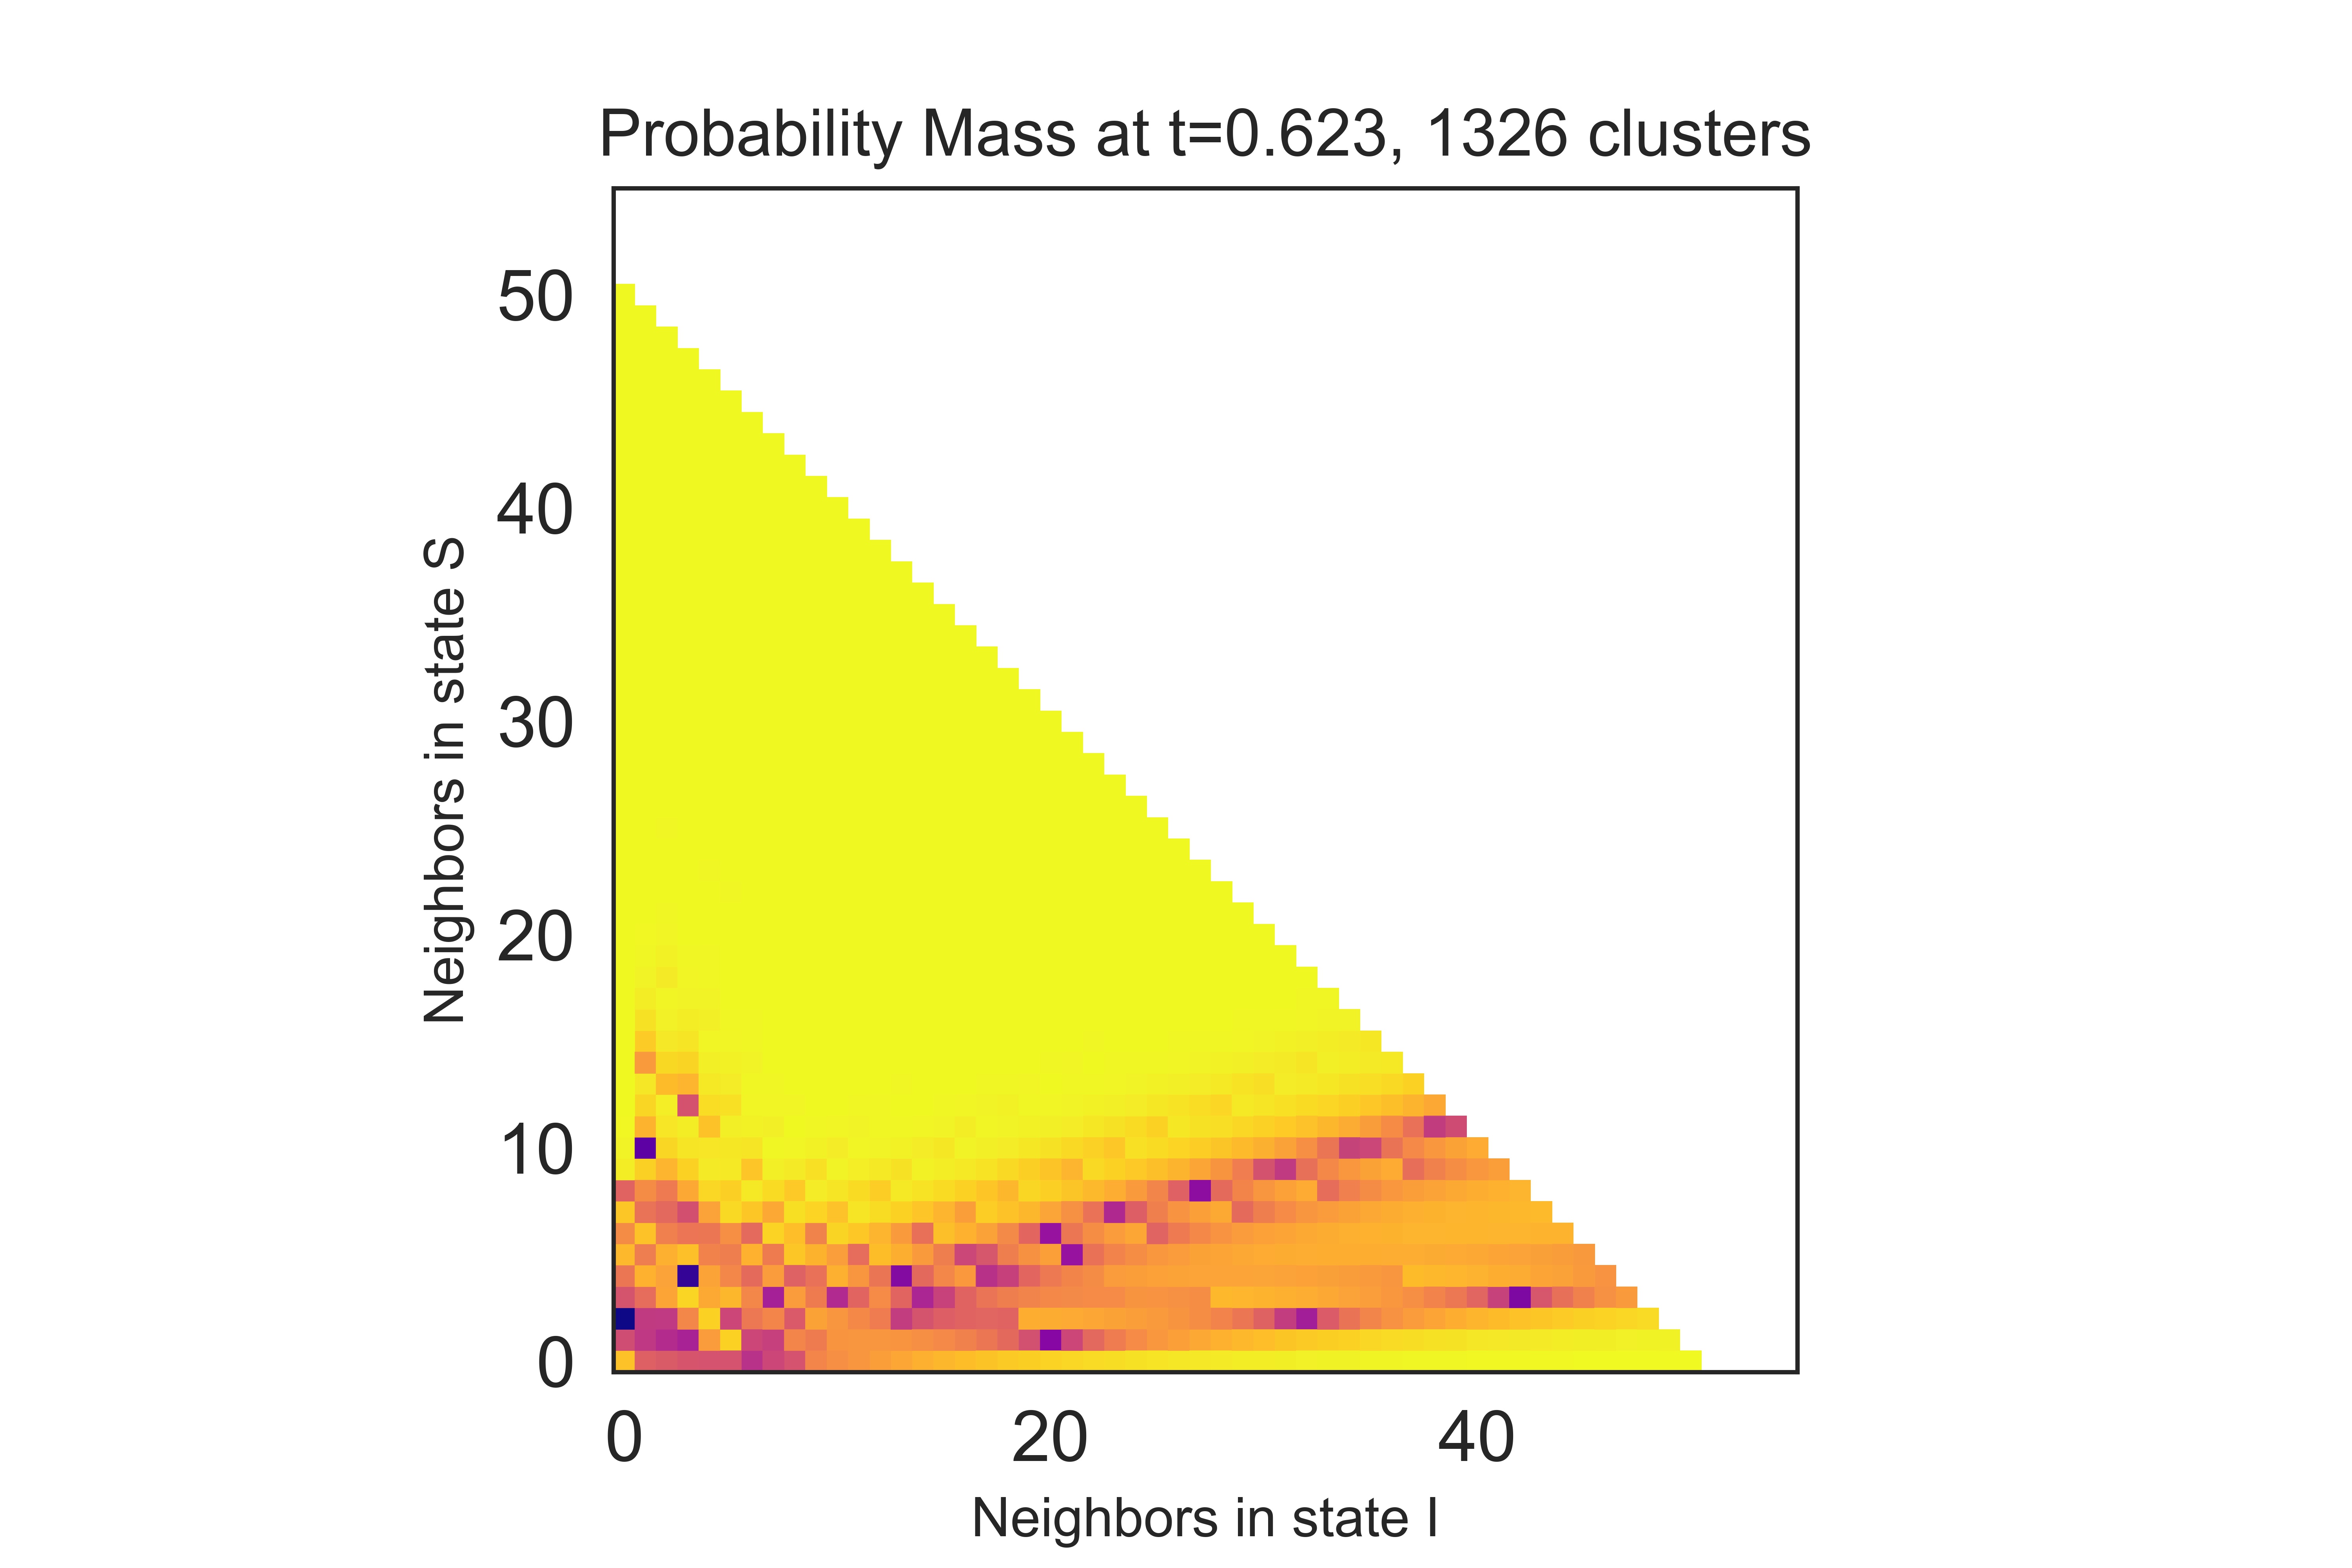 Probability Mass at t=0.623, 1326 clusters
Neighbors in state S
50
40
30
20
10
0
0 20 40
Neighbors in state I